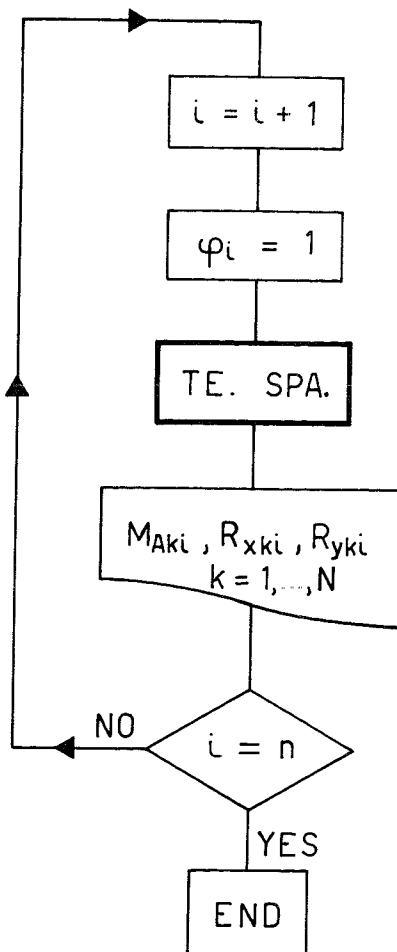 i = i + 1
φi = 1
TE. SPA.
MAki , Rxki , Ryki
k = 1,...,N
NO
i = n
YES
END